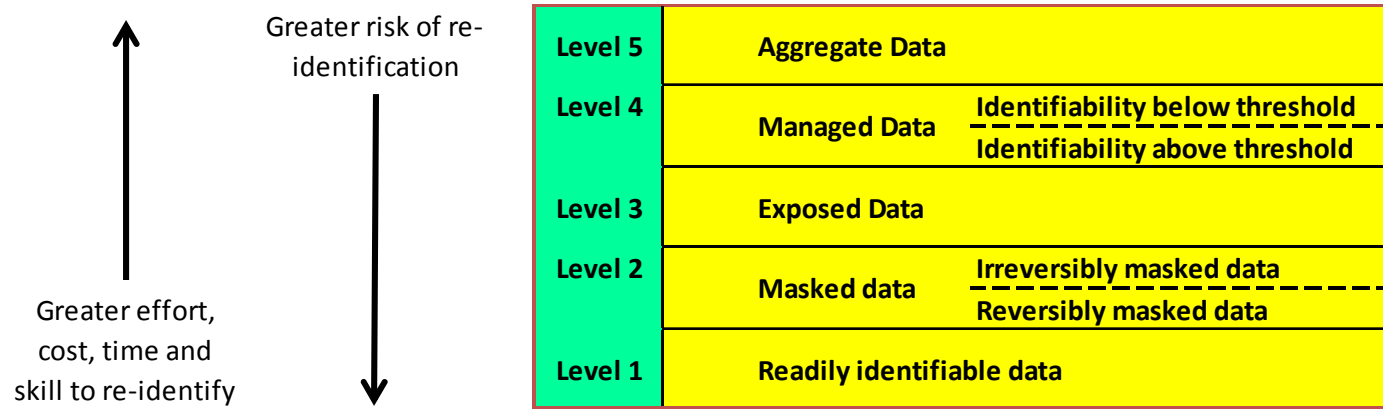 Greater risk of re-
identification
Greater effort,
cost, time and
skill to re-identify
Level 5 Aggregate Data
Level 4 Managed Data Identifiability below threshold
Identifiability above threshold
Level 3 Exposed Data
Level 2 Masked data Irreversibly masked data
Reversibly masked data
Level 1 Readily identifiable data